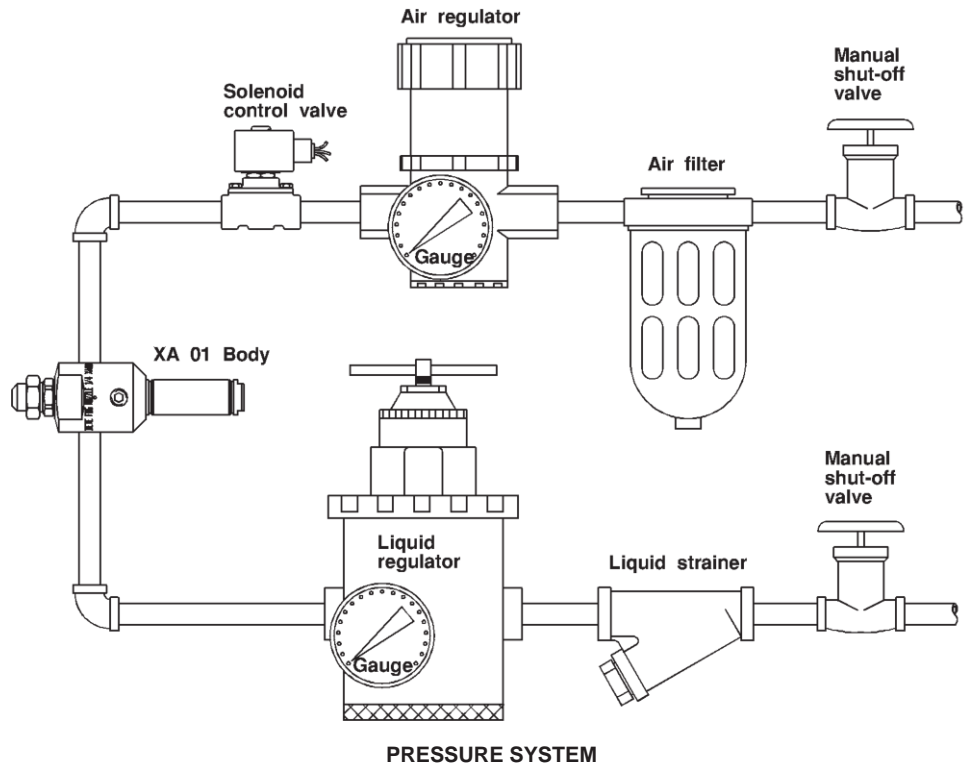 Air regulator
Manual
shut-off
valve
Solenoid
control valve
Air filter
Gauge
XA 01 Body
Manual
shut-off
valve
Liquid
regulator
Liquid strainer
Gauge
PRESSURE SYSTEM